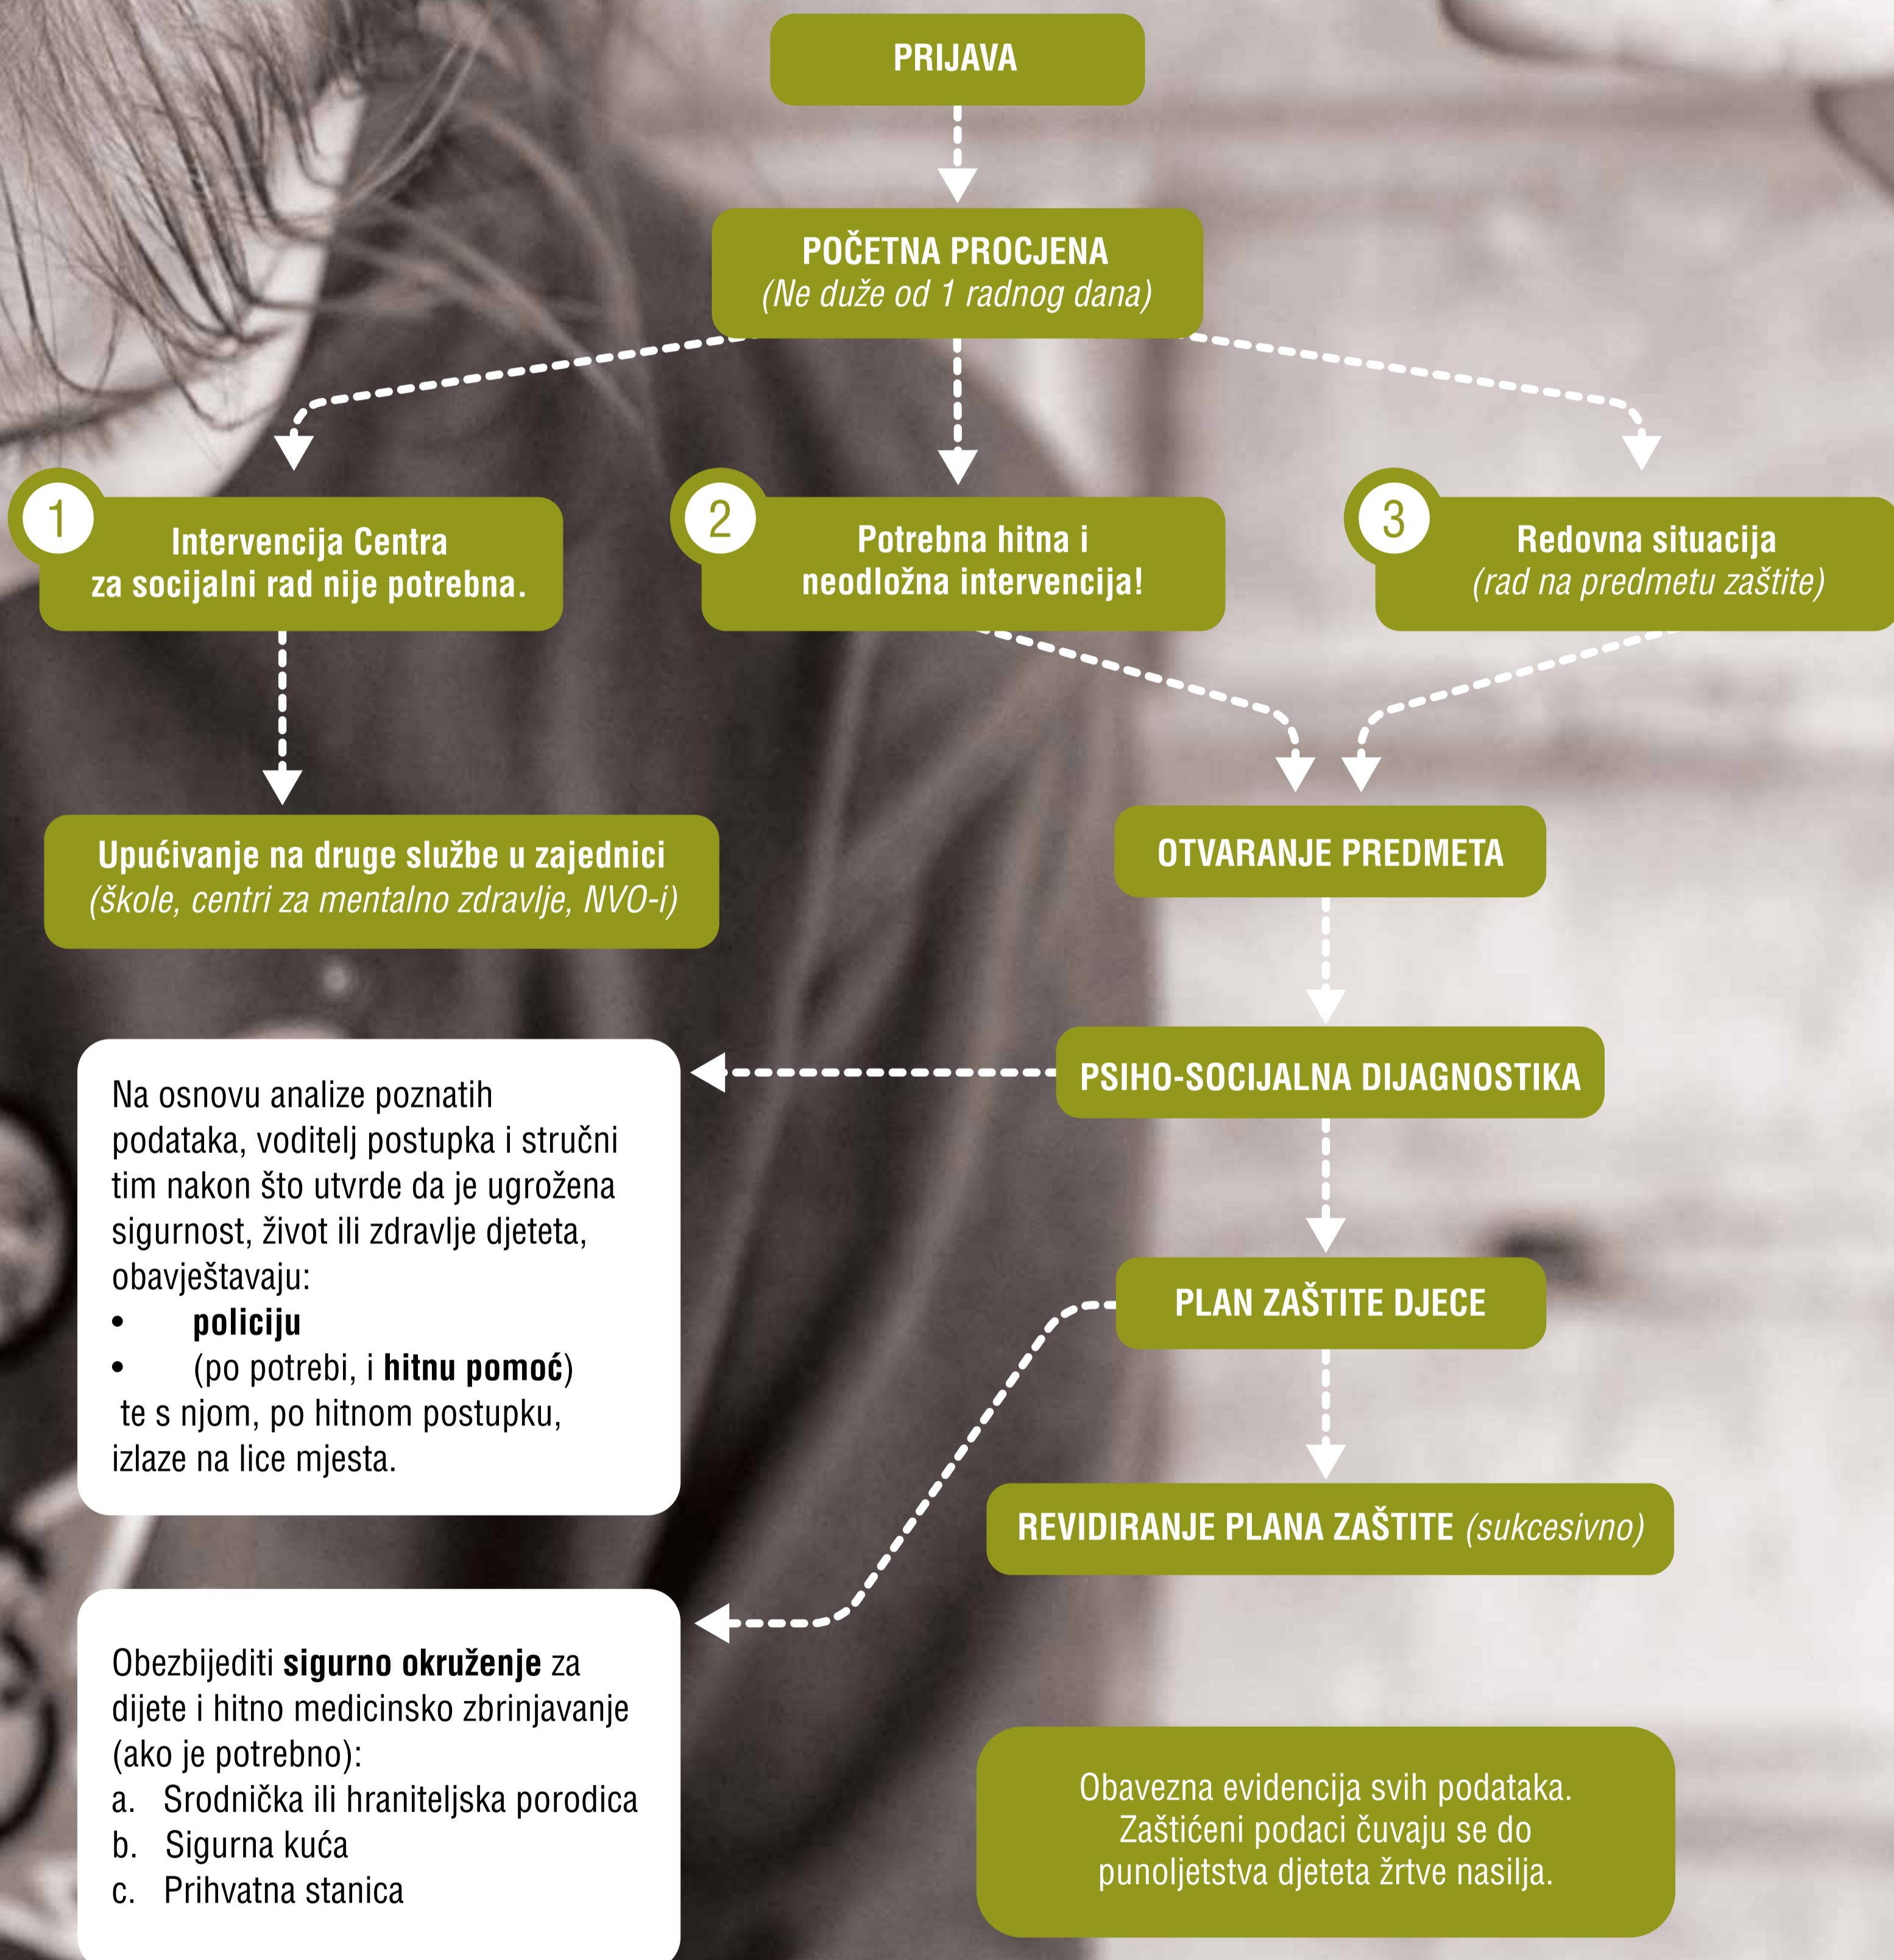 PRIJAVA
POČETNA PROCJENA
(Ne duže od 1 radnog dana)
1
Intervencija Centra
za socijalni rad nije potrebna.
2
Potrebna hitna i
neodložna intervencija!
3
Redovna situacija
(rad na predmetu zaštite)
Upućivanje na druge službe u zajednici
(škole, centri za mentalno zdravlje, NVO-i)
OTVARANJE PREDMETA
PSIHO-SOCIJALNA DIJAGNOSTIKA
Na osnovu analize poznatih
podataka, voditelj postupka i stručni
tim nakon što utvrde da je ugrožena
sigurnost, život ili zdravlje djeteta,
obavještavaju:
• policiju
• (po potrebi, i hitnu pomoć)
te s njom, po hitnom postupku,
izlaze na lice mjesta.
PLAN ZAŠTITE DJECE
REVIDIRANJE PLANA ZAŠTITE (sukcesivno)
Obezbijediti sigurno okruženje za
dijete i hitno medicinsko zbrinjavanje
(ako je potrebno):
a. Srodnička ili hraniteljska porodica
b. Sigurna kuća
c. Prihvatna stanica
Obavezna evidencija svih podataka.
Zaštićeni podaci čuvaju se do
punoljetstva djeteta žrtve nasilja.